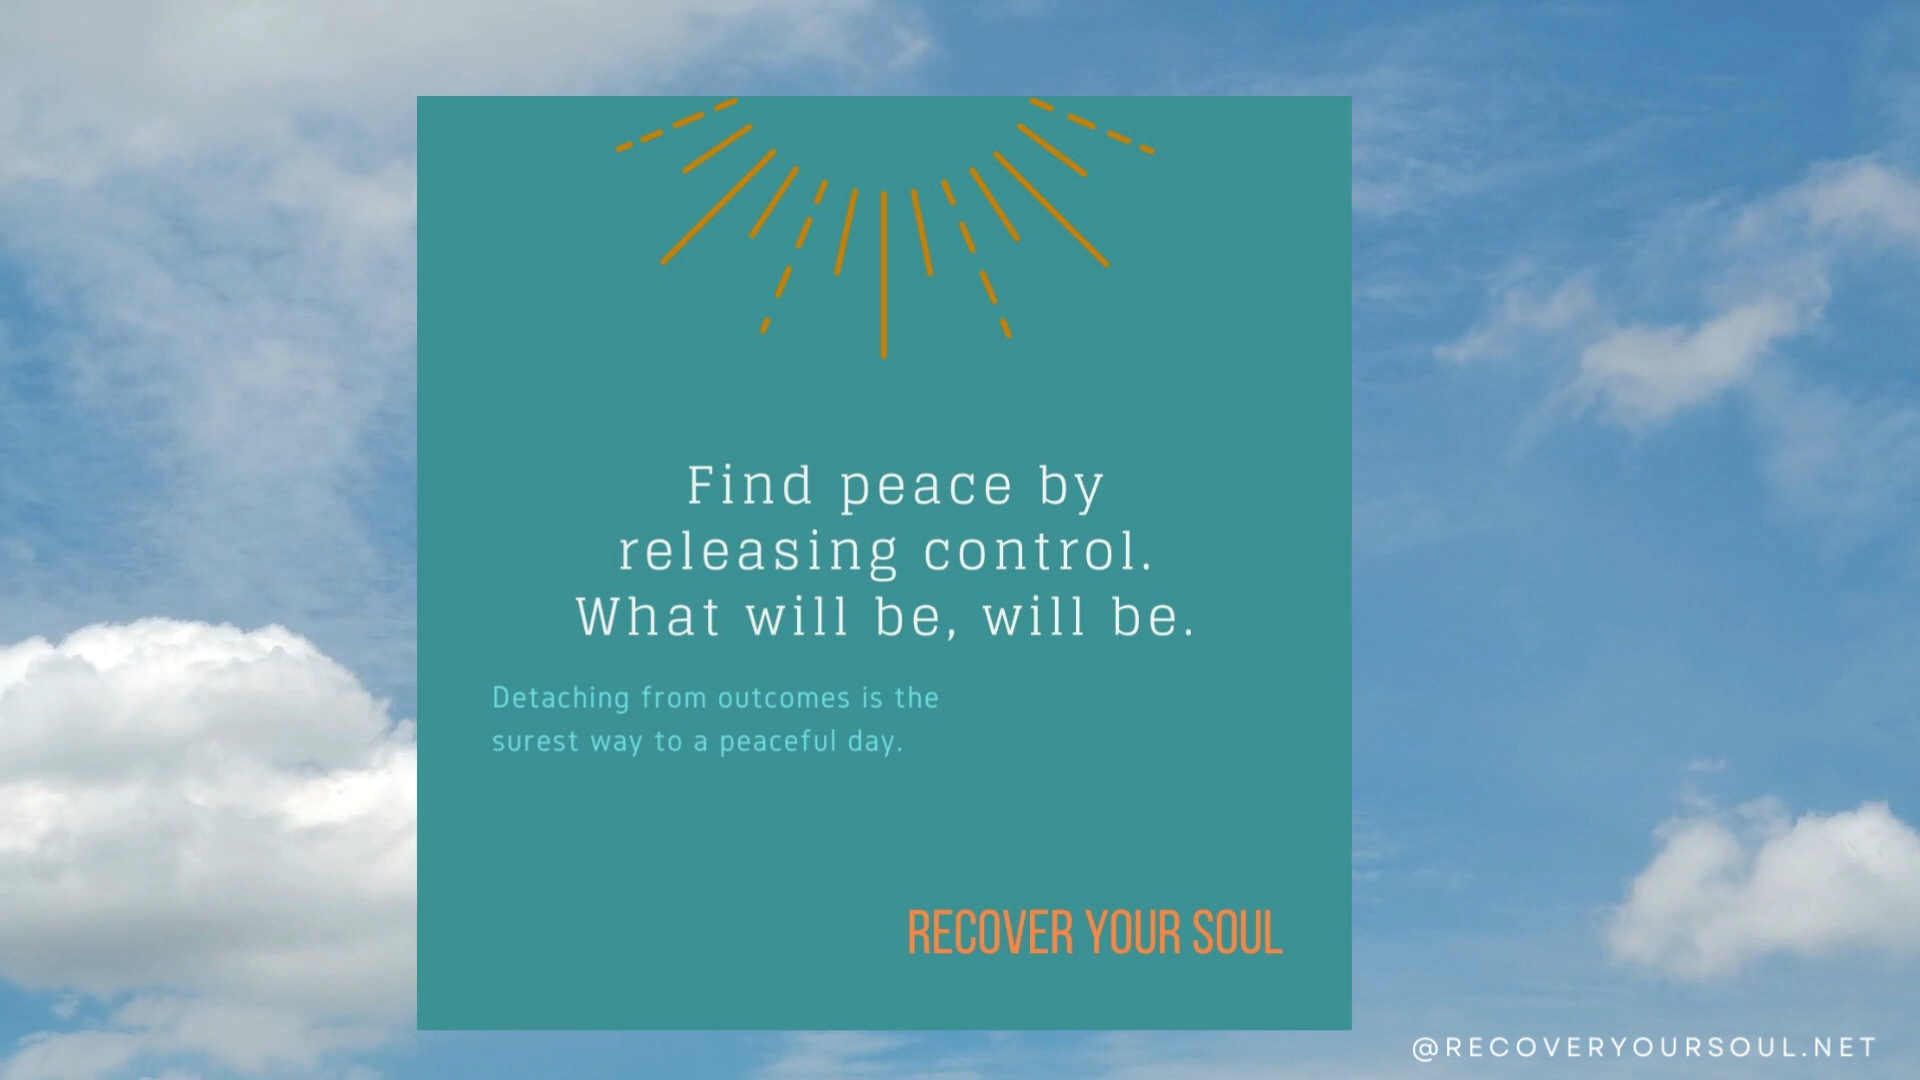 Find peace by
releasing control.
What will be, will be.
Detaching from outcomes is the
surest way to a peaceful day.
RECOVER YOUR SOUL
@RECOVERYOURSOUL.NET